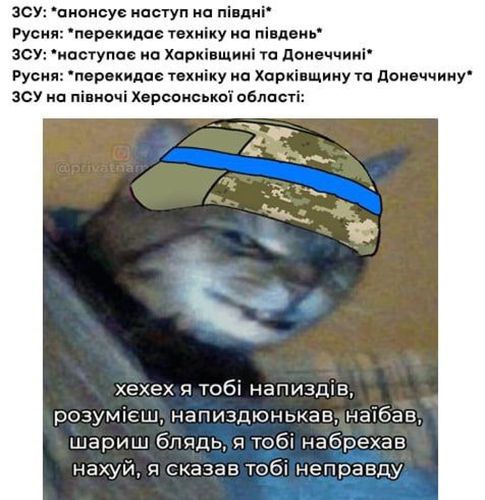 ЗСУ: *анонсує наступ на півдні*
Русня: *перекидає техніку на південь*
ЗСУ: *наступає на Харківщині та Донеччині*
Русня: *перекидає техніку на Харківщину та Донеччину*
ЗСУ на півночі Херсонської області:
@privatnam
хехех я тобі напиздів,
розумієш, напиздюнькав, наїбав,
шариш блядь, я тобі набрехав
нахуй, я сказав тобі неправду